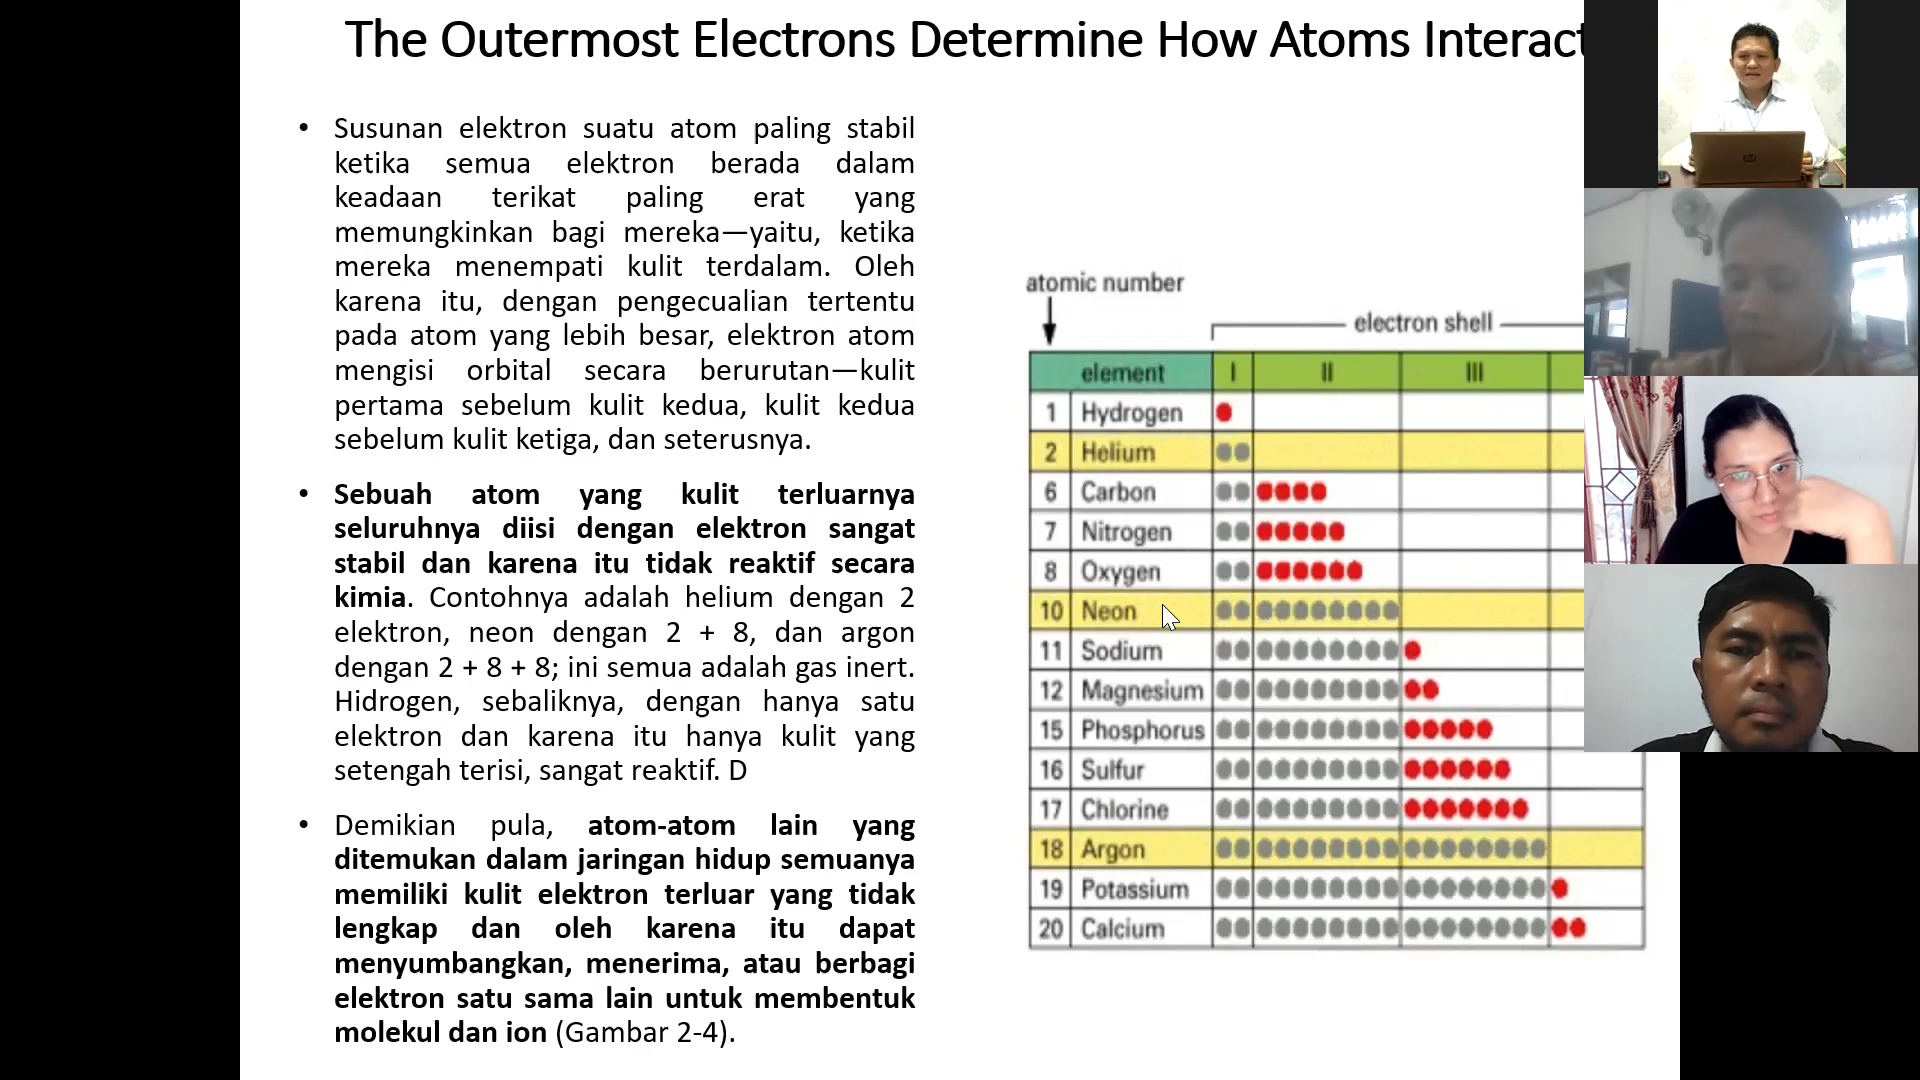 The Outermost Electrons Determine How Atoms Interact
• Susunan elektron suatu atom paling stabil
ketika semua elektron berada dalam
keadaan terikat paling erat yang
memungkinkan bagi mereka—yaitu, ketika
mereka menempati kulit terdalam. Oleh
karena itu, dengan pengecualian tertentu
pada atom yang lebih besar, elektron atom
mengisi orbital secara berurutan—kulit
pertama sebelum kulit kedua, kulit kedua
sebelum kulit ketiga, dan seterusnya.
• Sebuah atom yang kulit terluarnya
seluruhnya diisi dengan elektron sangat
stabil dan karena itu tidak reaktif secara
kimia. Contohnya adalah helium dengan 2
elektron, neon dengan 2 + 8, dan argon
dengan 2 + 8 + 8; ini semua adalah gas inert.
Hidrogen, sebaliknya, dengan hanya satu
elektron dan karena itu hanya kulit yang
setengah terisi, sangat reaktif. D
• Demikian pula, atom-atom lain yang
ditemukan dalam jaringan hidup semuanya
memiliki kulit elektron terluar yang tidak
lengkap dan oleh karena itu dapat
menyumbangkan, menerima, atau berbagi
elektron satu sama lain untuk membentuk
molekul dan ion (Gambar 2-4).
atomic number
electron shell
element I II III
1 Hydrogen
2 Helium
6 Carbon
7 Nitrogen
8 Oxygen
10 Neon
11 Sodium
12 Magnesium
15 Phosphorus
16 Sulfur
17 Chlorine
18 Argon
19 Potassium
20 Calcium
hp